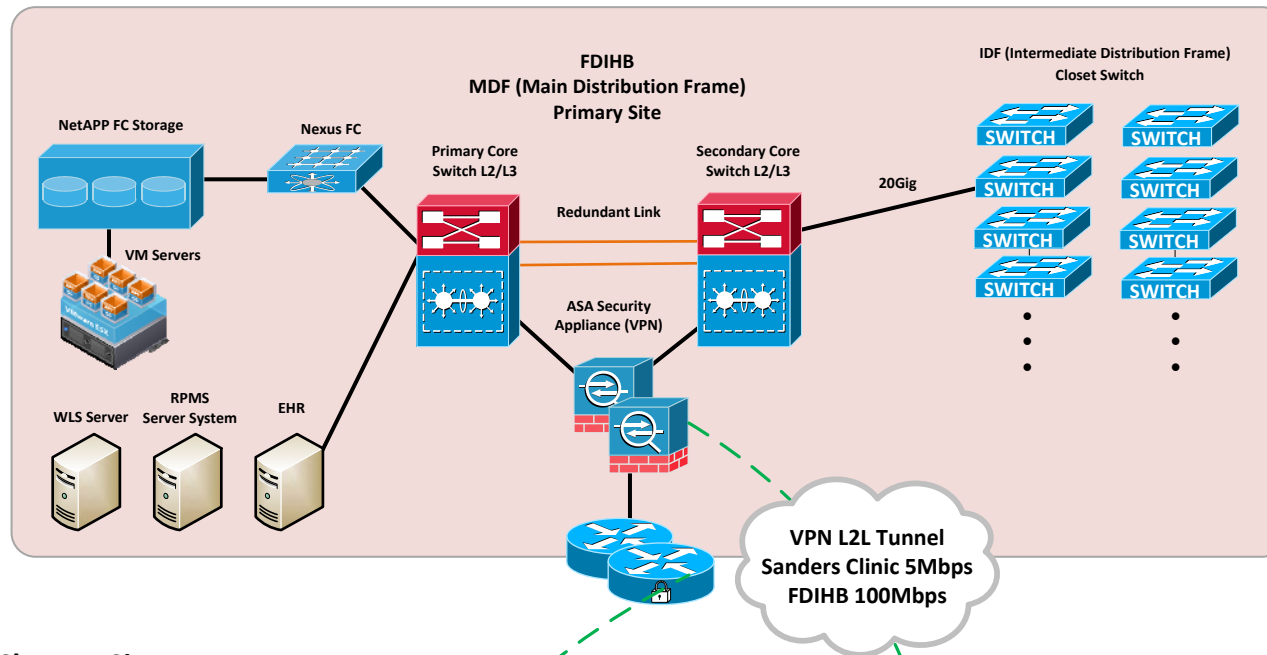 FDIHB
MDF (Main Distribution Frame)
Primary Site
IDF (Intermediate Distribution Frame)
Closet Switch
NetAPP FC Storage
Nexus FC
Primary Core
Switch L2/L3
Secondary Core
Switch L2/L3
20Gig
Redundant Link
SWITCH
SWITCH
SWITCH
SWITCH
SWITCH
SWITCH
SWITCH
SWITCH
VM Servers
VMware ESX
ASA Security
Appliance (VPN)
WLS Server
RPMS
Server System
EHR
VPN L2L Tunnel
Sanders Clinic 5Mbps
FDIHB 100Mbps